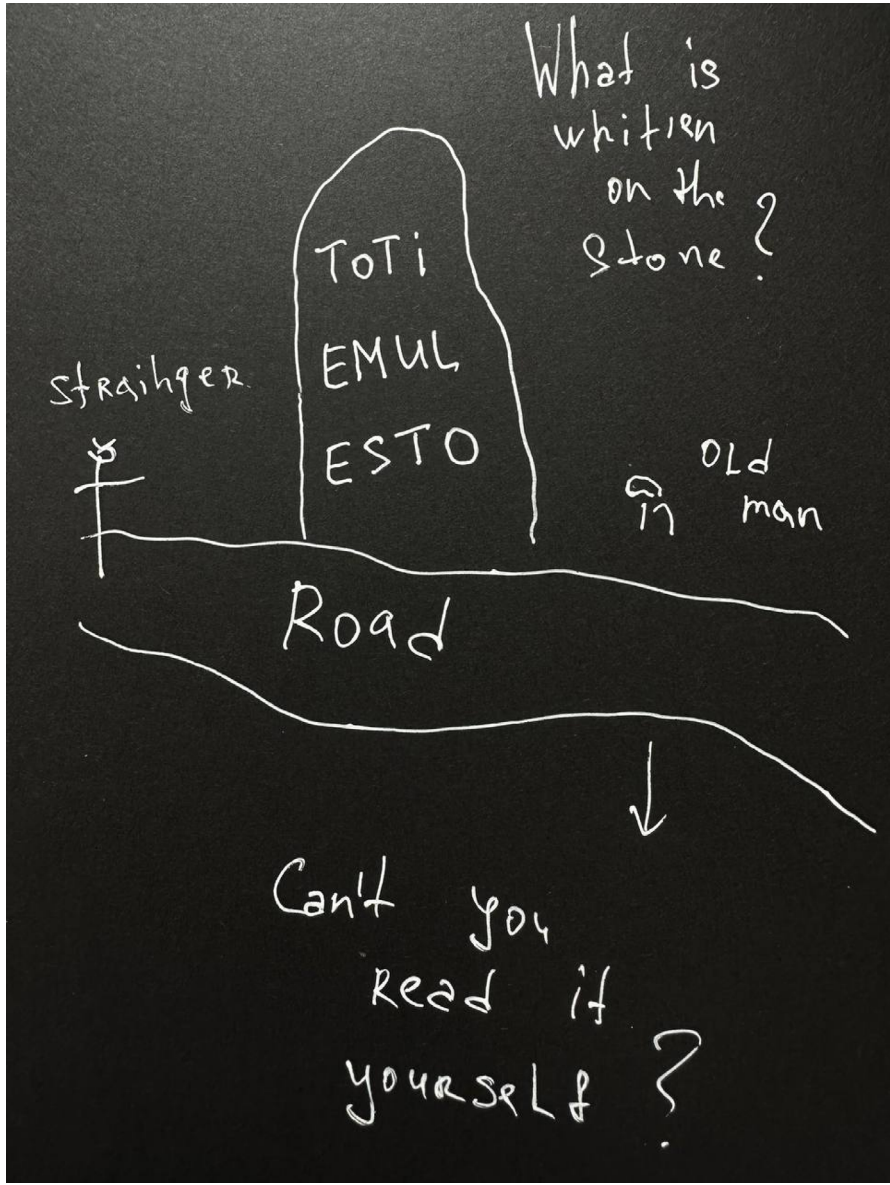 What is
whitten
on the
stone?
ToTi
EMUL
ESTO
straihger
OLd
man
Road
Can't you
Read it
yourself?